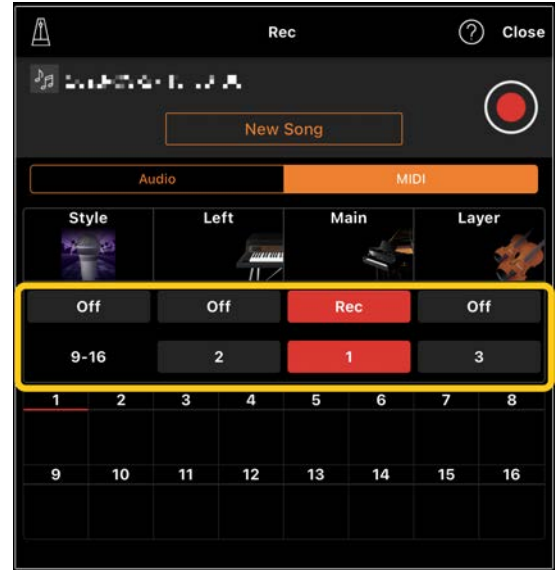 Rec
Close
New Song
Audio MIDI
Style Left Main Layer
Off Off Rec Off
9-16 2 1 3
1 2 3 4 5 6 7 8
9 10 11 12 13 14 15 16